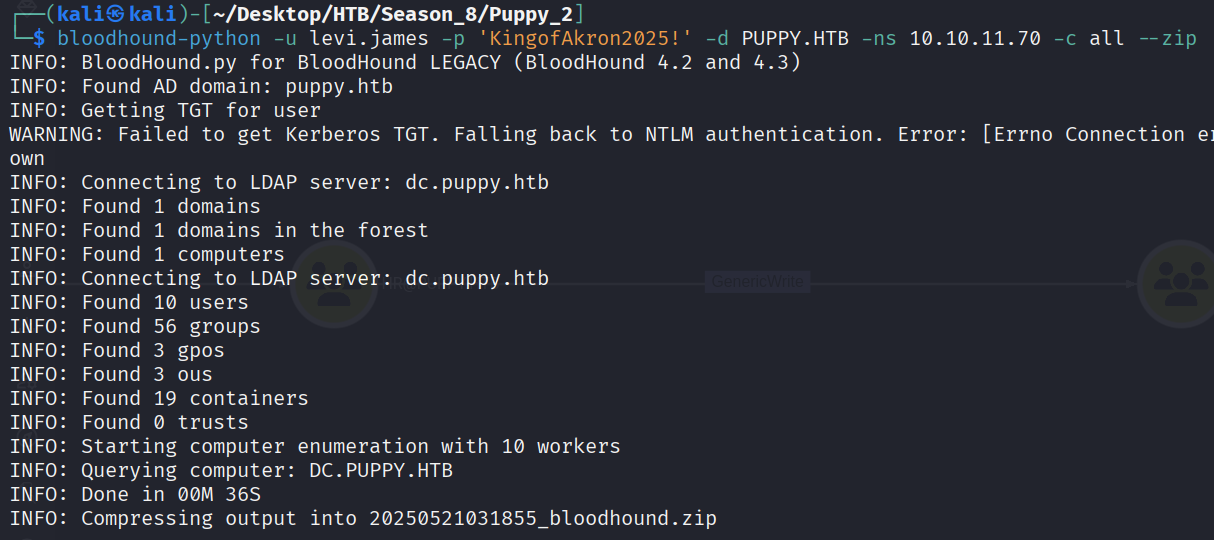 ┌──(kali㉿kali)-[~/Desktop/HTB/Season_8/Puppy_2]
└─$ bloodhound-python -u levi.james -p 'KingofAkron2025!' -d PUPPY.HTB -ns 10.10.11.70 -c all --zip
INFO: BloodHound.py for BloodHound LEGACY (BloodHound 4.2 and 4.3)
INFO: Found AD domain: puppy.htb
INFO: Getting TGT for user
WARNING: Failed to get Kerberos TGT. Falling back to NTLM authentication. Error: [Errno Connection er
own
INFO: Connecting to LDAP server: dc.puppy.htb
INFO: Found 1 domains
INFO: Found 1 domains in the forest
INFO: Found 1 computers
INFO: Connecting to LDAP server: dc.puppy.htb
GenericWrite
INFO: Found 10 users
INFO: Found 56 groups
INFO: Found 3 gpos
INFO: Found 3 ous
INFO: Found 19 containers
INFO: Found 0 trusts
INFO: Starting computer enumeration with 10 workers
INFO: Querying computer: DC.PUPPY.HTB
INFO: Done in 00M 36S
INFO: Compressing output into 20250521031855_bloodhound.zip